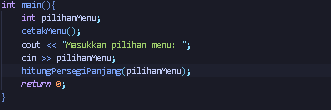 int main(){
    int pilihanMenu;
    cetakMenu();
    cout << "Masukkan pilihan menu: ";
    cin >> pilihanMenu;
    hitungPersegiPanjang(pilihanMenu);
    return 0;
}